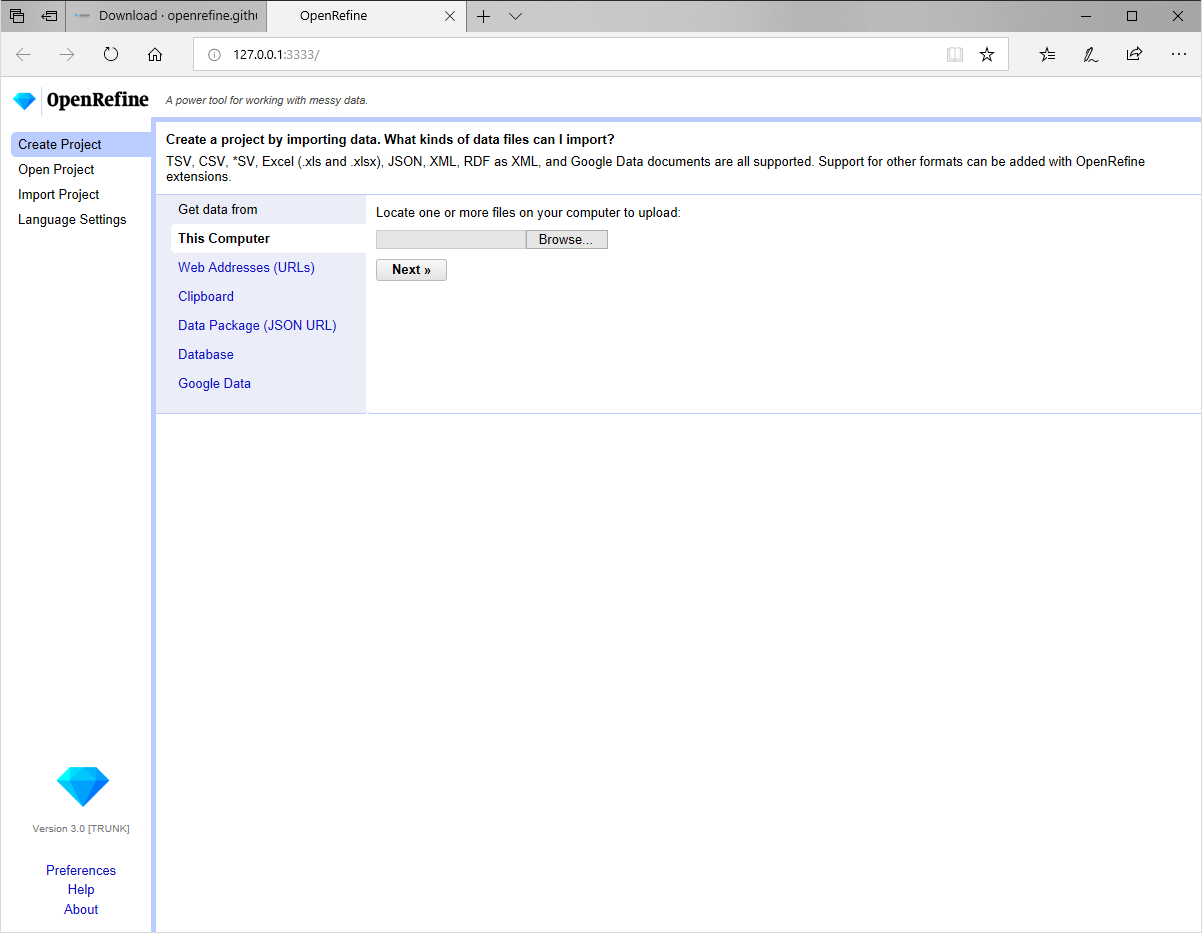 Download · openrefine.githu
OpenRefine
127.0.0.1:3333/
OpenRefine
A power tool for working with messy data.
Create Project
Open Project
Import Project
Language Settings
Create a project by importing data. What kinds of data files can I import?
TSV, CSV, *SV, Excel (.xls and .xlsx), JSON, XML, RDF as XML, and Google Data documents are all supported. Support for other formats can be added with OpenRefine
extensions.
Get data from
This Computer
Web Addresses (URLs)
Clipboard
Data Package (JSON URL)
Database
Google Data
Locate one or more files on your computer to upload:
Browse...
Next »
Version 3.0 [TRUNK]
Preferences
Help
About